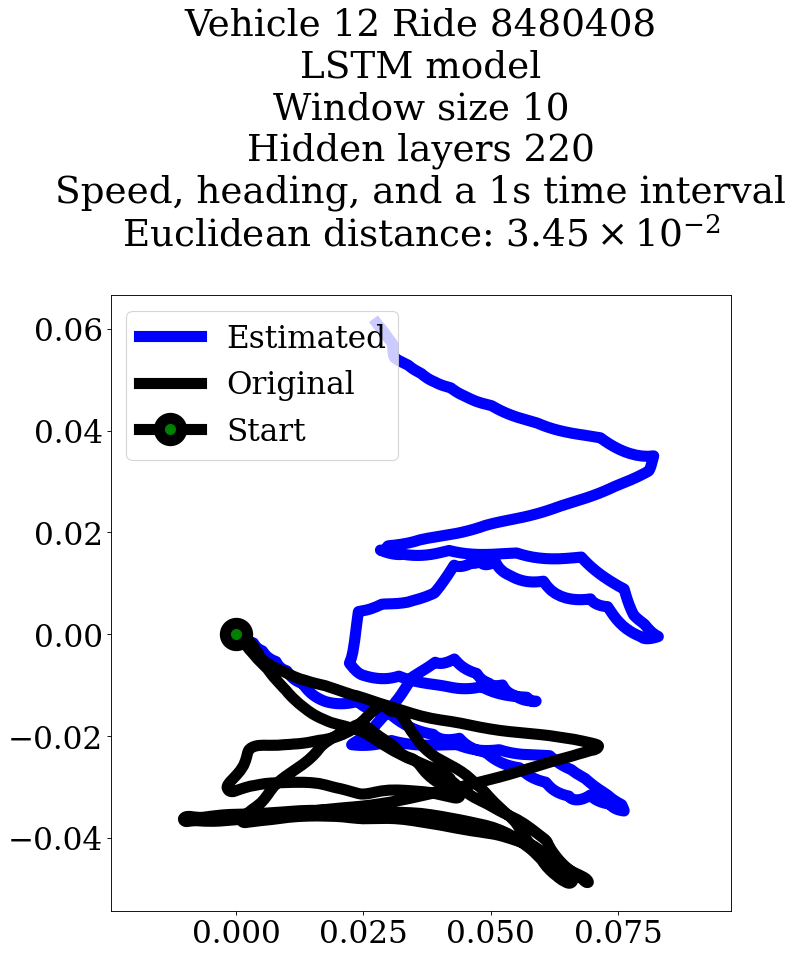 Vehicle 12 Ride 8480408
LSTM model
Window size 10
Hidden layers 220
Speed, heading, and a 1s time interval
Euclidean distance: 3.45 × 10⁻²
Estimated
Original
Start
0.06
0.04
0.02
0.00
−0.02
−0.04
0.000 0.025 0.050 0.075